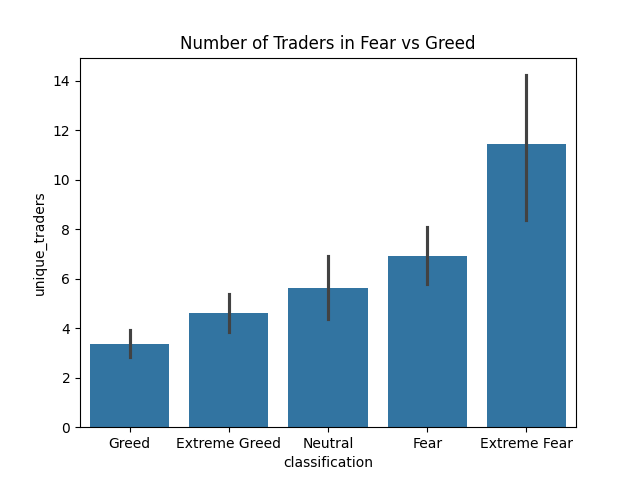 Number of Traders in Fear vs Greed
unique_traders
14
12
10
8
6
4
2
0
Greed
Extreme Greed
Neutral
Fear
Extreme Fear
classification